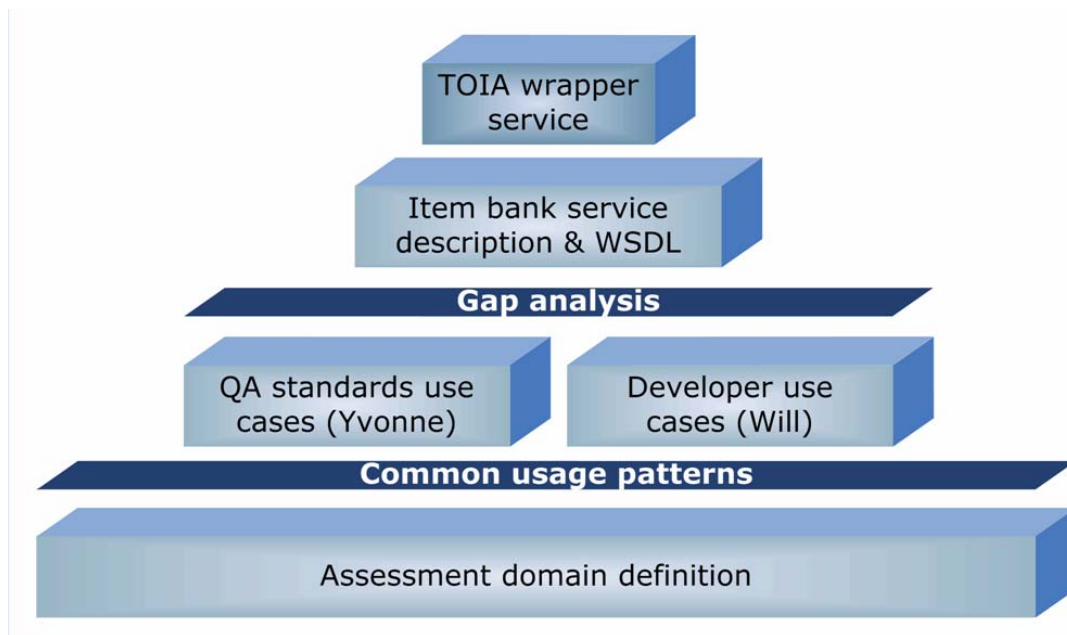 TOIA wrapper
service
Item bank service
description & WSDL
Gap analysis
QA standards use
cases (Yvonne)
Developer use
cases (Will)
Common usage patterns
Assessment domain definition